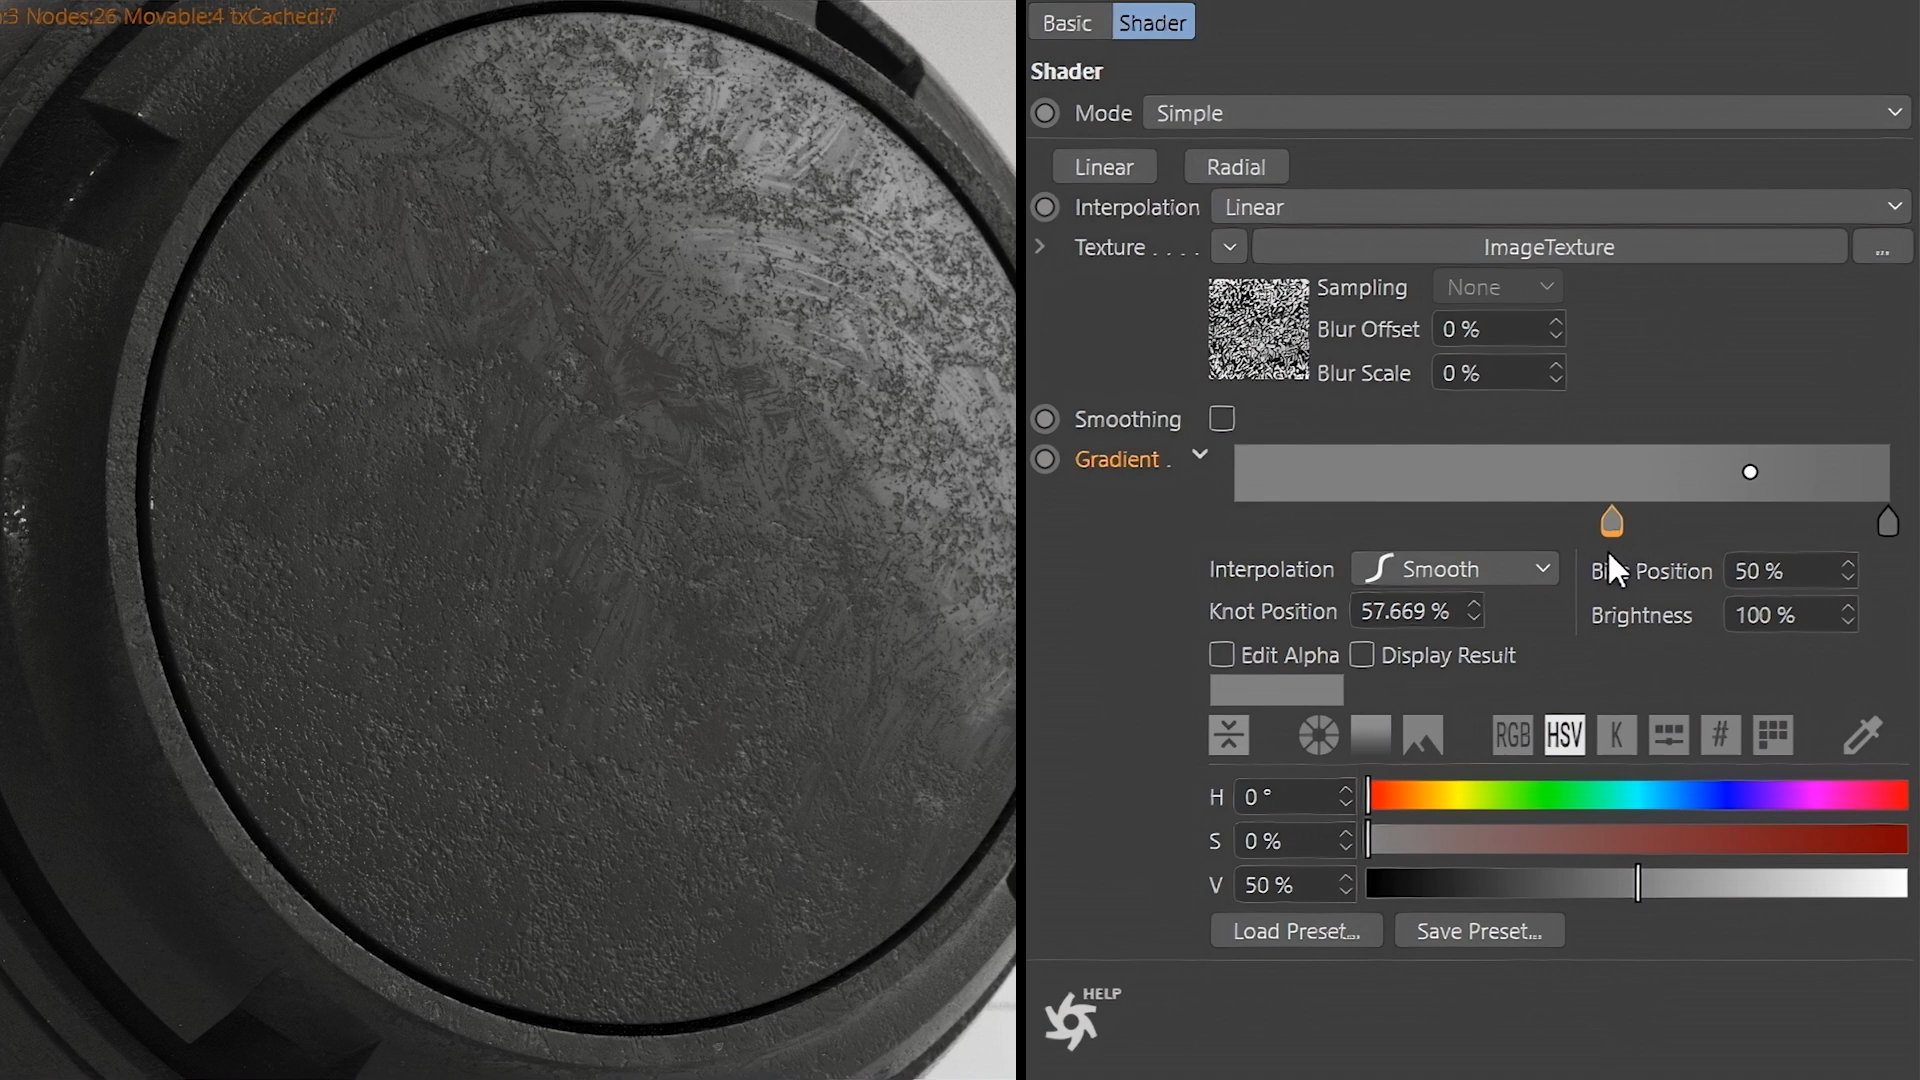 :3 Nodes:26 Movable:4 txCached:7
Basic Shader
Shader
Mode Simple
Linear Radial
Interpolation Linear
Texture . . . . ImageTexture ...
Sampling None
Blur Offset 0 %
Blur Scale 0 %
Smoothing
Gradient .
Interpolation Smooth Position 50 %
Knot Position 57.669 % Brightness 100 %
Edit Alpha Display Result
RGB HSV K #
H 0 °
S 0 %
V 50 %
Load Preset... Save Preset...
HELP